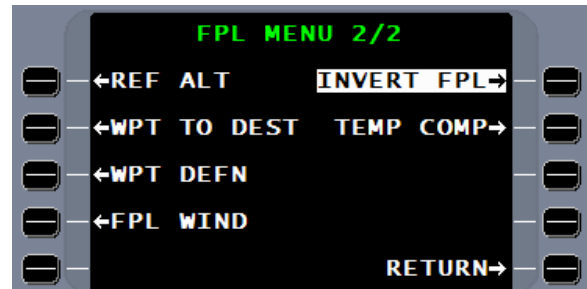 FPL MENU 2/2
←REF ALT INVERT FPL→
←WPT TO DEST TEMP COMP→
←WPT DEFN
←FPL WIND
RETURN→